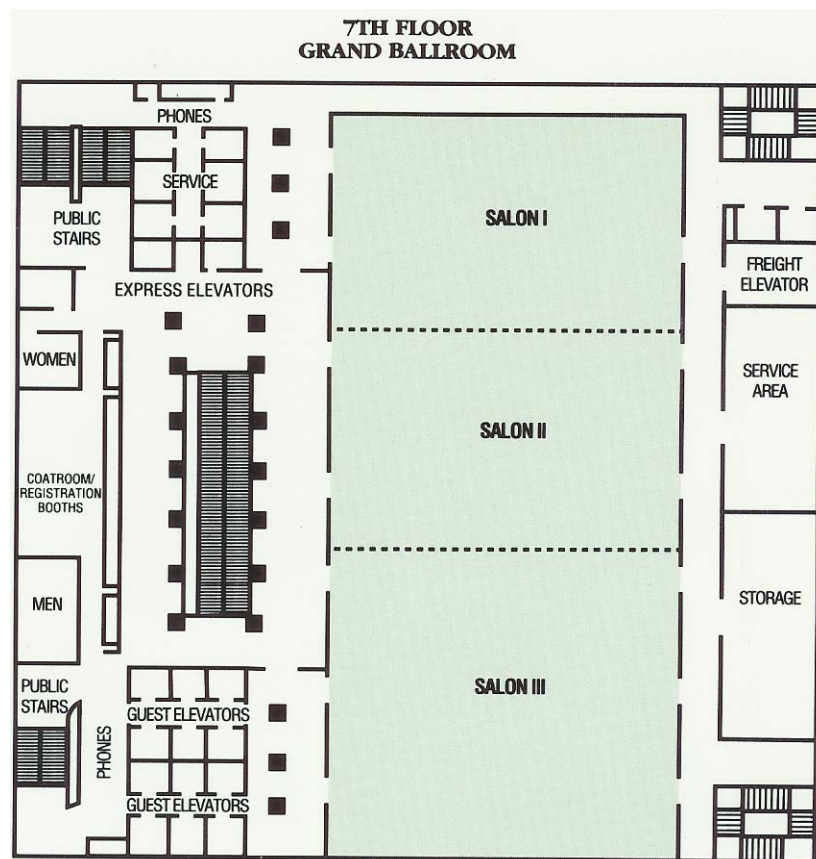 7TH FLOOR
GRAND BALLROOM
PHONES
SERVICE
PUBLIC
STAIRS
EXPRESS ELEVATORS
SALON I
FREIGHT
ELEVATOR
WOMEN
SERVICE
AREA
SALON II
COATROOM/
REGISTRATION
BOOTHS
MEN
STORAGE
PUBLIC
STAIRS
SALON III
GUEST ELEVATORS
PHONES
GUEST ELEVATORS